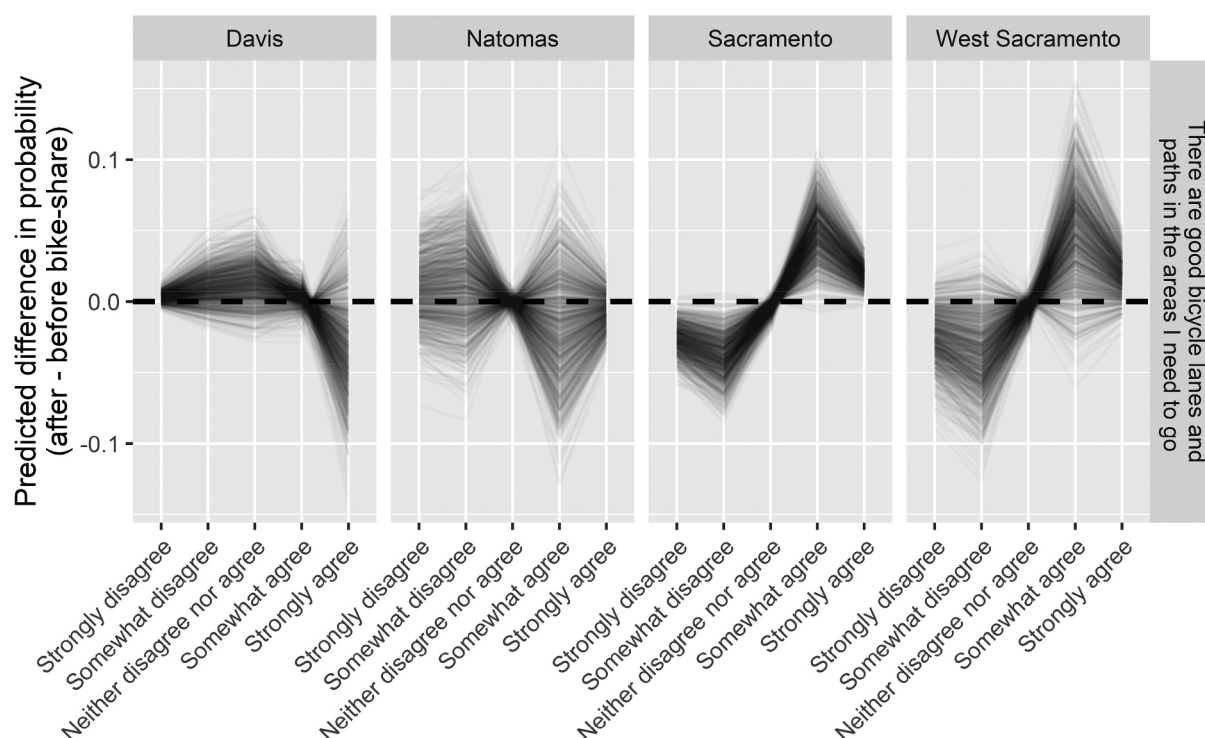 Davis
Natomas
Sacramento
West Sacramento
Predicted difference in probability
(after - before bike-share)
0.1
0.0
-0.1
There are good bicycle lanes and
paths in the areas I need to go
Strongly disagree
Somewhat disagree
Neither disagree nor agree
Somewhat agree
Strongly agree
Strongly disagree
Somewhat disagree
Neither disagree nor agree
Somewhat agree
Strongly agree
Strongly disagree
Somewhat disagree
Neither disagree nor agree
Somewhat agree
Strongly agree
Strongly disagree
Somewhat disagree
Neither disagree nor agree
Somewhat agree
Strongly agree